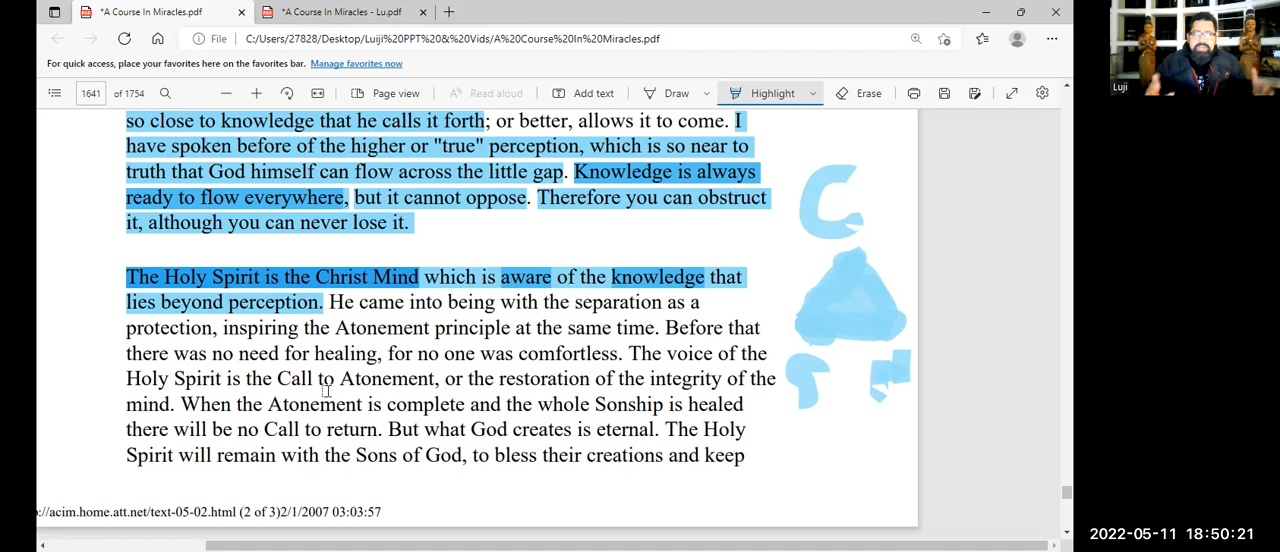 *A Course In Miracles.pdf
*A Course In Miracles - Lu.pdf
File
C:/Users/27828/Desktop/Luiji%20PPT%20&%20Vids/A%20Course%20In%20Miracles.pdf
For quick access, place your favorites here on the favorites bar. Manage favorites now
1641 of 1754
Page view
Read aloud
Add text
Draw
Highlight
Erase
so close to knowledge that he calls it forth; or better, allows it to come. I
have spoken before of the higher or "true" perception, which is so near to
truth that God himself can flow across the little gap. Knowledge is always
ready to flow everywhere, but it cannot oppose. Therefore you can obstruct
it, although you can never lose it.
The Holy Spirit is the Christ Mind which is aware of the knowledge that
lies beyond perception. He came into being with the separation as a
protection, inspiring the Atonement principle at the same time. Before that
there was no need for healing, for no one was comfortless. The voice of the
Holy Spirit is the Call to Atonement, or the restoration of the integrity of the
mind. When the Atonement is complete and the whole Sonship is healed
there will be no Call to return. But what God creates is eternal. The Holy
Spirit will remain with the Sons of God, to bless their creations and keep
://acim.home.att.net/text-05-02.html (2 of 3)2/1/2007 03:03:57
C
S H
Luji
2022-05-11 18:50:21